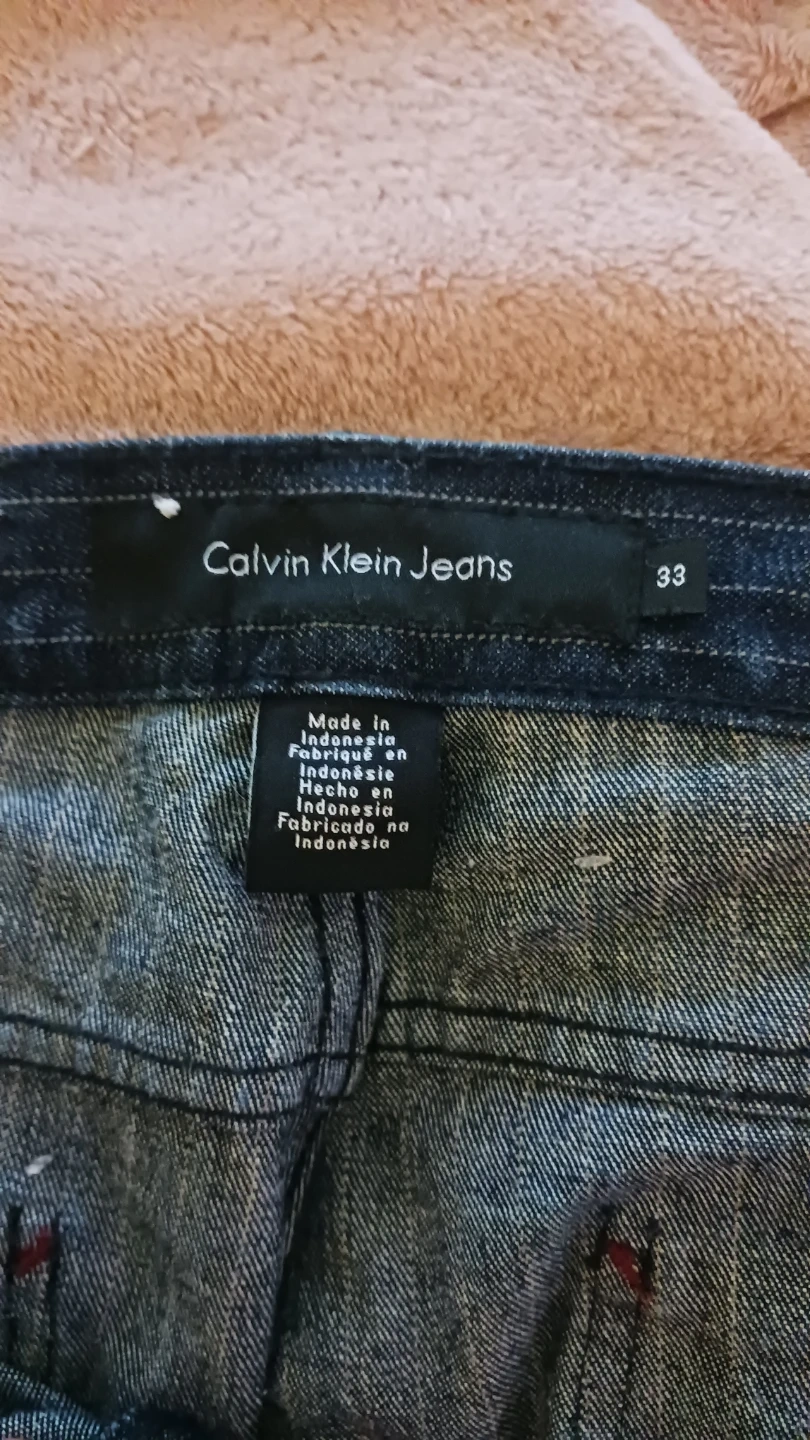 Calvin Klein Jeans
33
Made in
Indonesia
Fabriqué en
Indonésie
Hecho en
Indonesia
Fabricado na
Indonésia